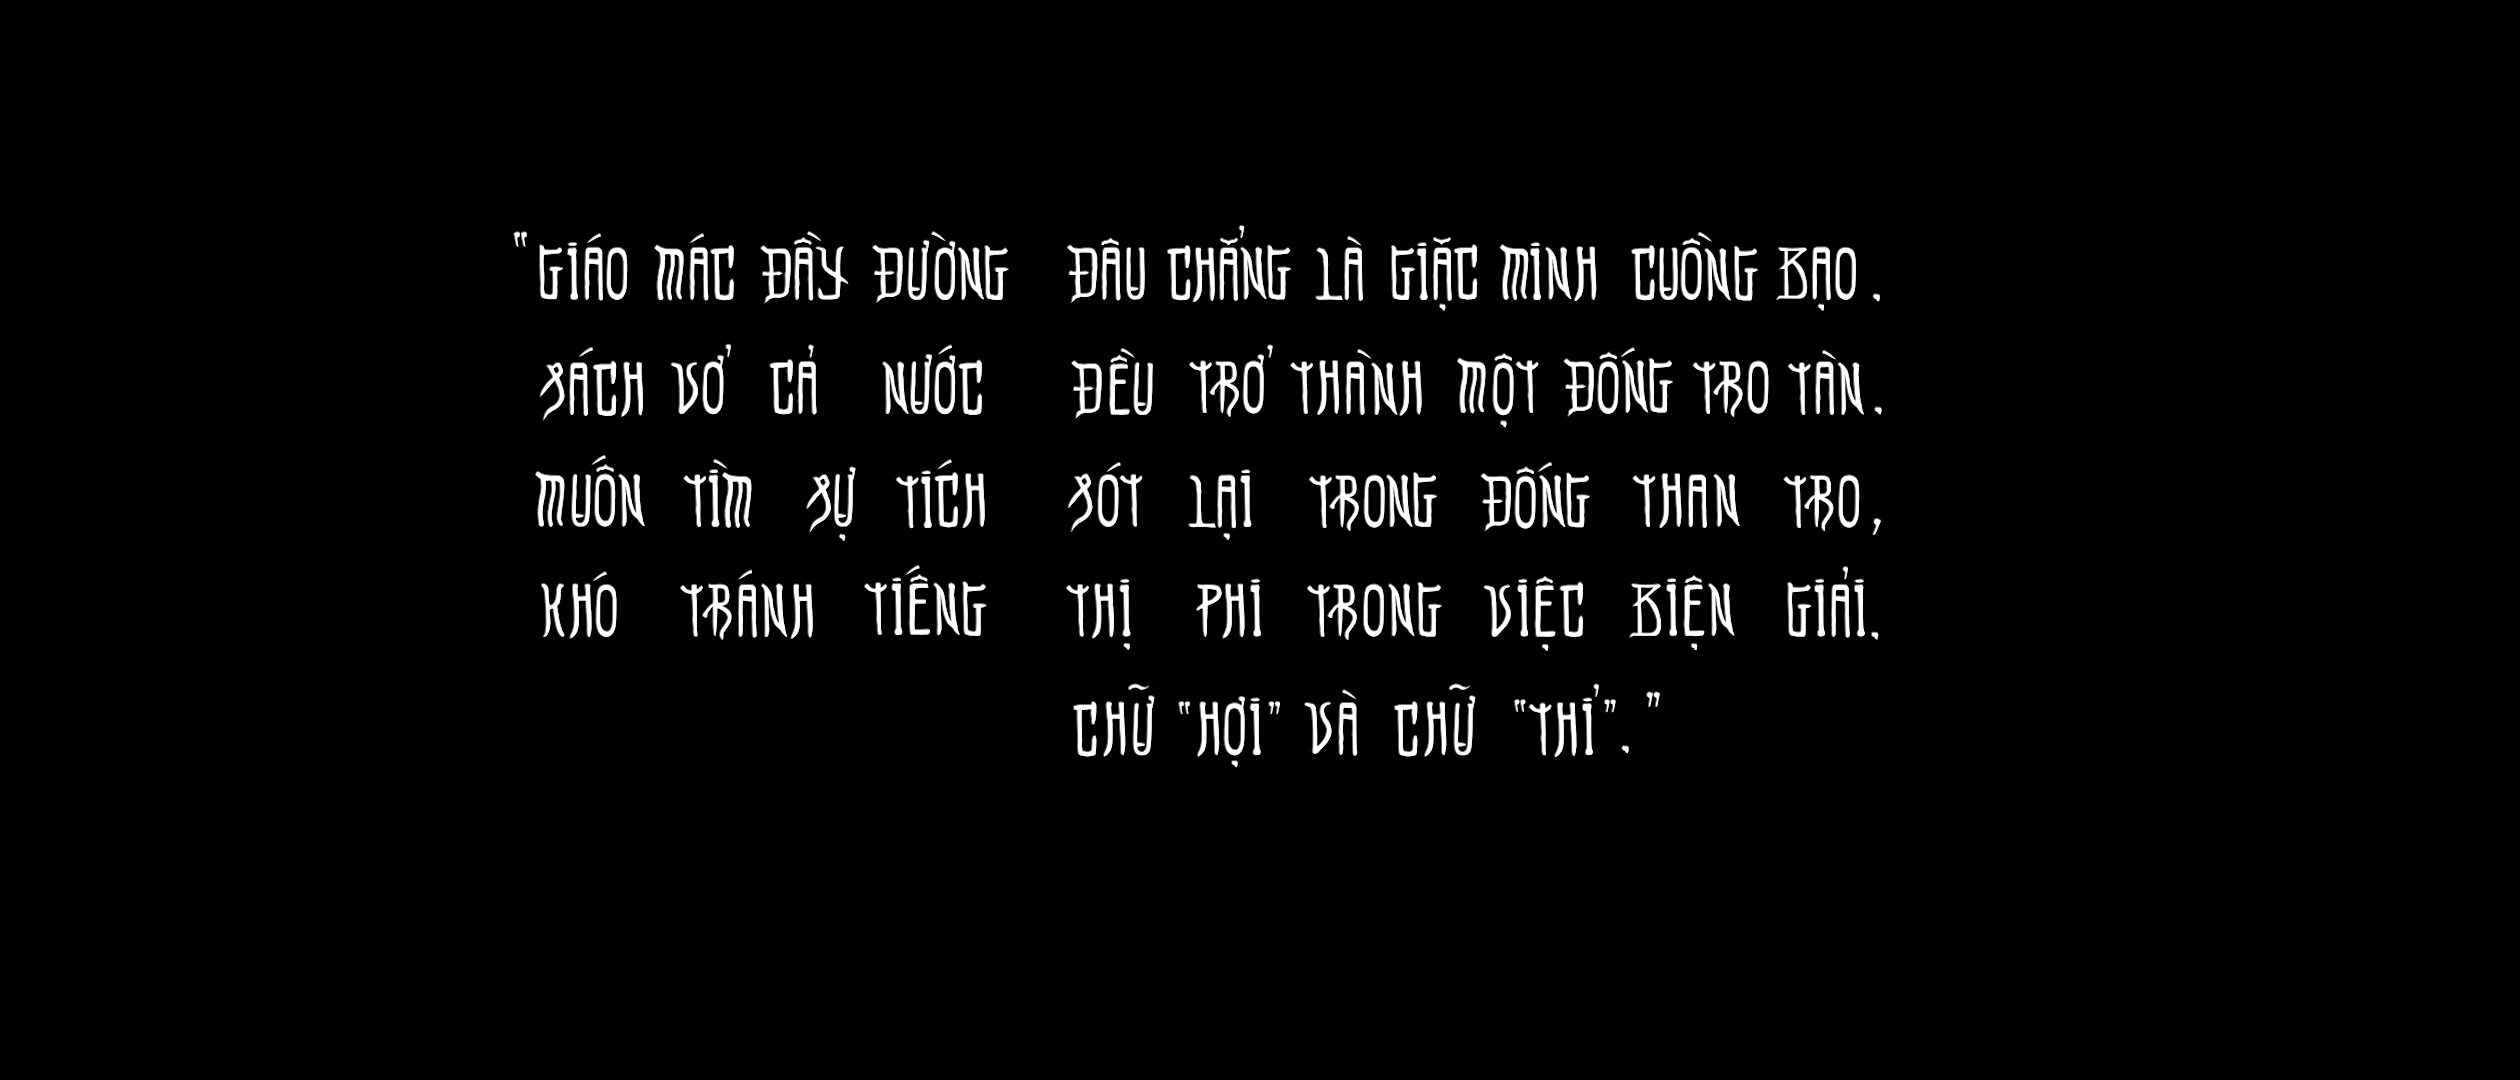 "GIÁO MÁC ĐẦY ĐƯỜNG ĐÂU CHẲNG LÀ GIẶC MINH CUỒNG BẠO.
SÁCH VỞ CẢ NƯỚC ĐỀU TRỞ THÀNH MỘT ĐỐNG TRO TÀN.
MUỐN TÌM SỰ TÍCH SÓT LẠI TRONG ĐỐNG THAN TRO,
KHÓ TRÁNH TIẾNG THỊ PHI TRONG VIỆC BIỆN GIẢI.
CHỮ "HỢI" VÀ CHỮ "THỈ"."